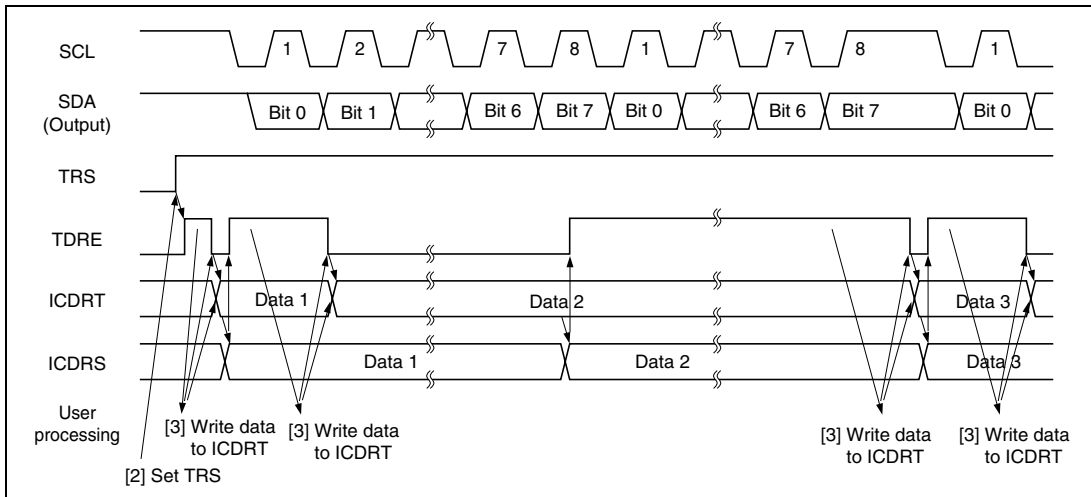 SCL 1 2 7 8 1 7 8 1
SDA
(Output)
Bit 0 Bit 1 Bit 6 Bit 7 Bit 0 Bit 6 Bit 7 Bit 0
TRS
TDRE
ICDRT Data 1 Data 2 Data 3
ICDRS Data 1 Data 2 Data 3
User
processing
[3] Write data
to ICDRT
[3] Write data
to ICDRT
[3] Write data
to ICDRT
[3] Write data
to ICDRT
[2] Set TRS